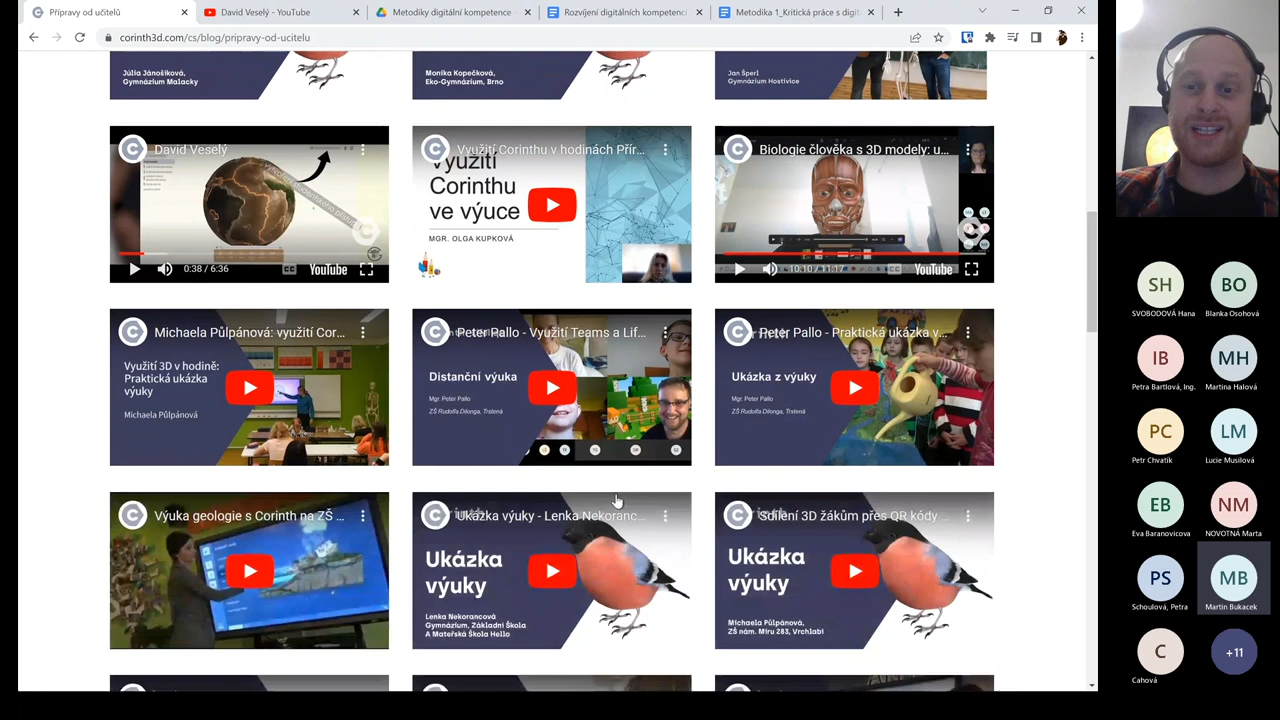 Přípravy od učitelů
David Veselý - YouTube
Metodiky digitální kompetence -
Rozvíjení digitálních kompetencí
Metodika 1_Kritická práce s digit
corinth3d.com/cs/blog/pripravy-od-ucitelu
Júlia Jánošíková,
Gymnázium Malacky
Monika Kopečková,
Eko-Gymnázium, Brno
Jan Šperl
Gymnázium Hostivice
David Veselý
0:38 / 6:36
YouTube
Využití Corinthu v hodinách Přír...
Využití
Corinthu
ve výuce
MGR. OLGA KUPKOVÁ
Biologie člověka s 3D modely: u...
10:10 / 11:17
YouTube
Michaela Půlpánová: využití Cor...
Využití 3D v hodině:
Praktická ukázka
výuky
Michaela Půlpánová
Peter Pallo - Využití Teams a Lif...
Distanční výuka
Mgr. Peter Pallo
ZŠ Rudolfa Dilonga, Trstená
Peter Pallo - Praktická ukázka v...
Ukázka z výuky
Mgr. Peter Pallo
ZŠ Rudolfa Dilonga, Trstená
Výuka geologie s Corinth na ZŠ ...
Ukázka výuky - Lenka Nekoranc...
Ukázka
výuky
Lenka Nekorancová
Gymnázium, Základní Škola
A Mateřská Škola Hello
Sdílení 3D žákům přes QR kódy ...
Ukázka
výuky
Michaela Půlpánová,
ZŠ nám. Míru 283, Vrchlabí
SH
SVOBODOVÁ Hana
BO
Blanka Osohová
IB
Petra Bartlová, Ing.
MH
Martina Halová
PC
Petr Chvatík
LM
Lucie Musilová
EB
Eva Baranovicova
NM
NOVOTNÁ Marta
PS
Schoulová, Petra
MB
Martin Bukacek
C
Cahová
+11